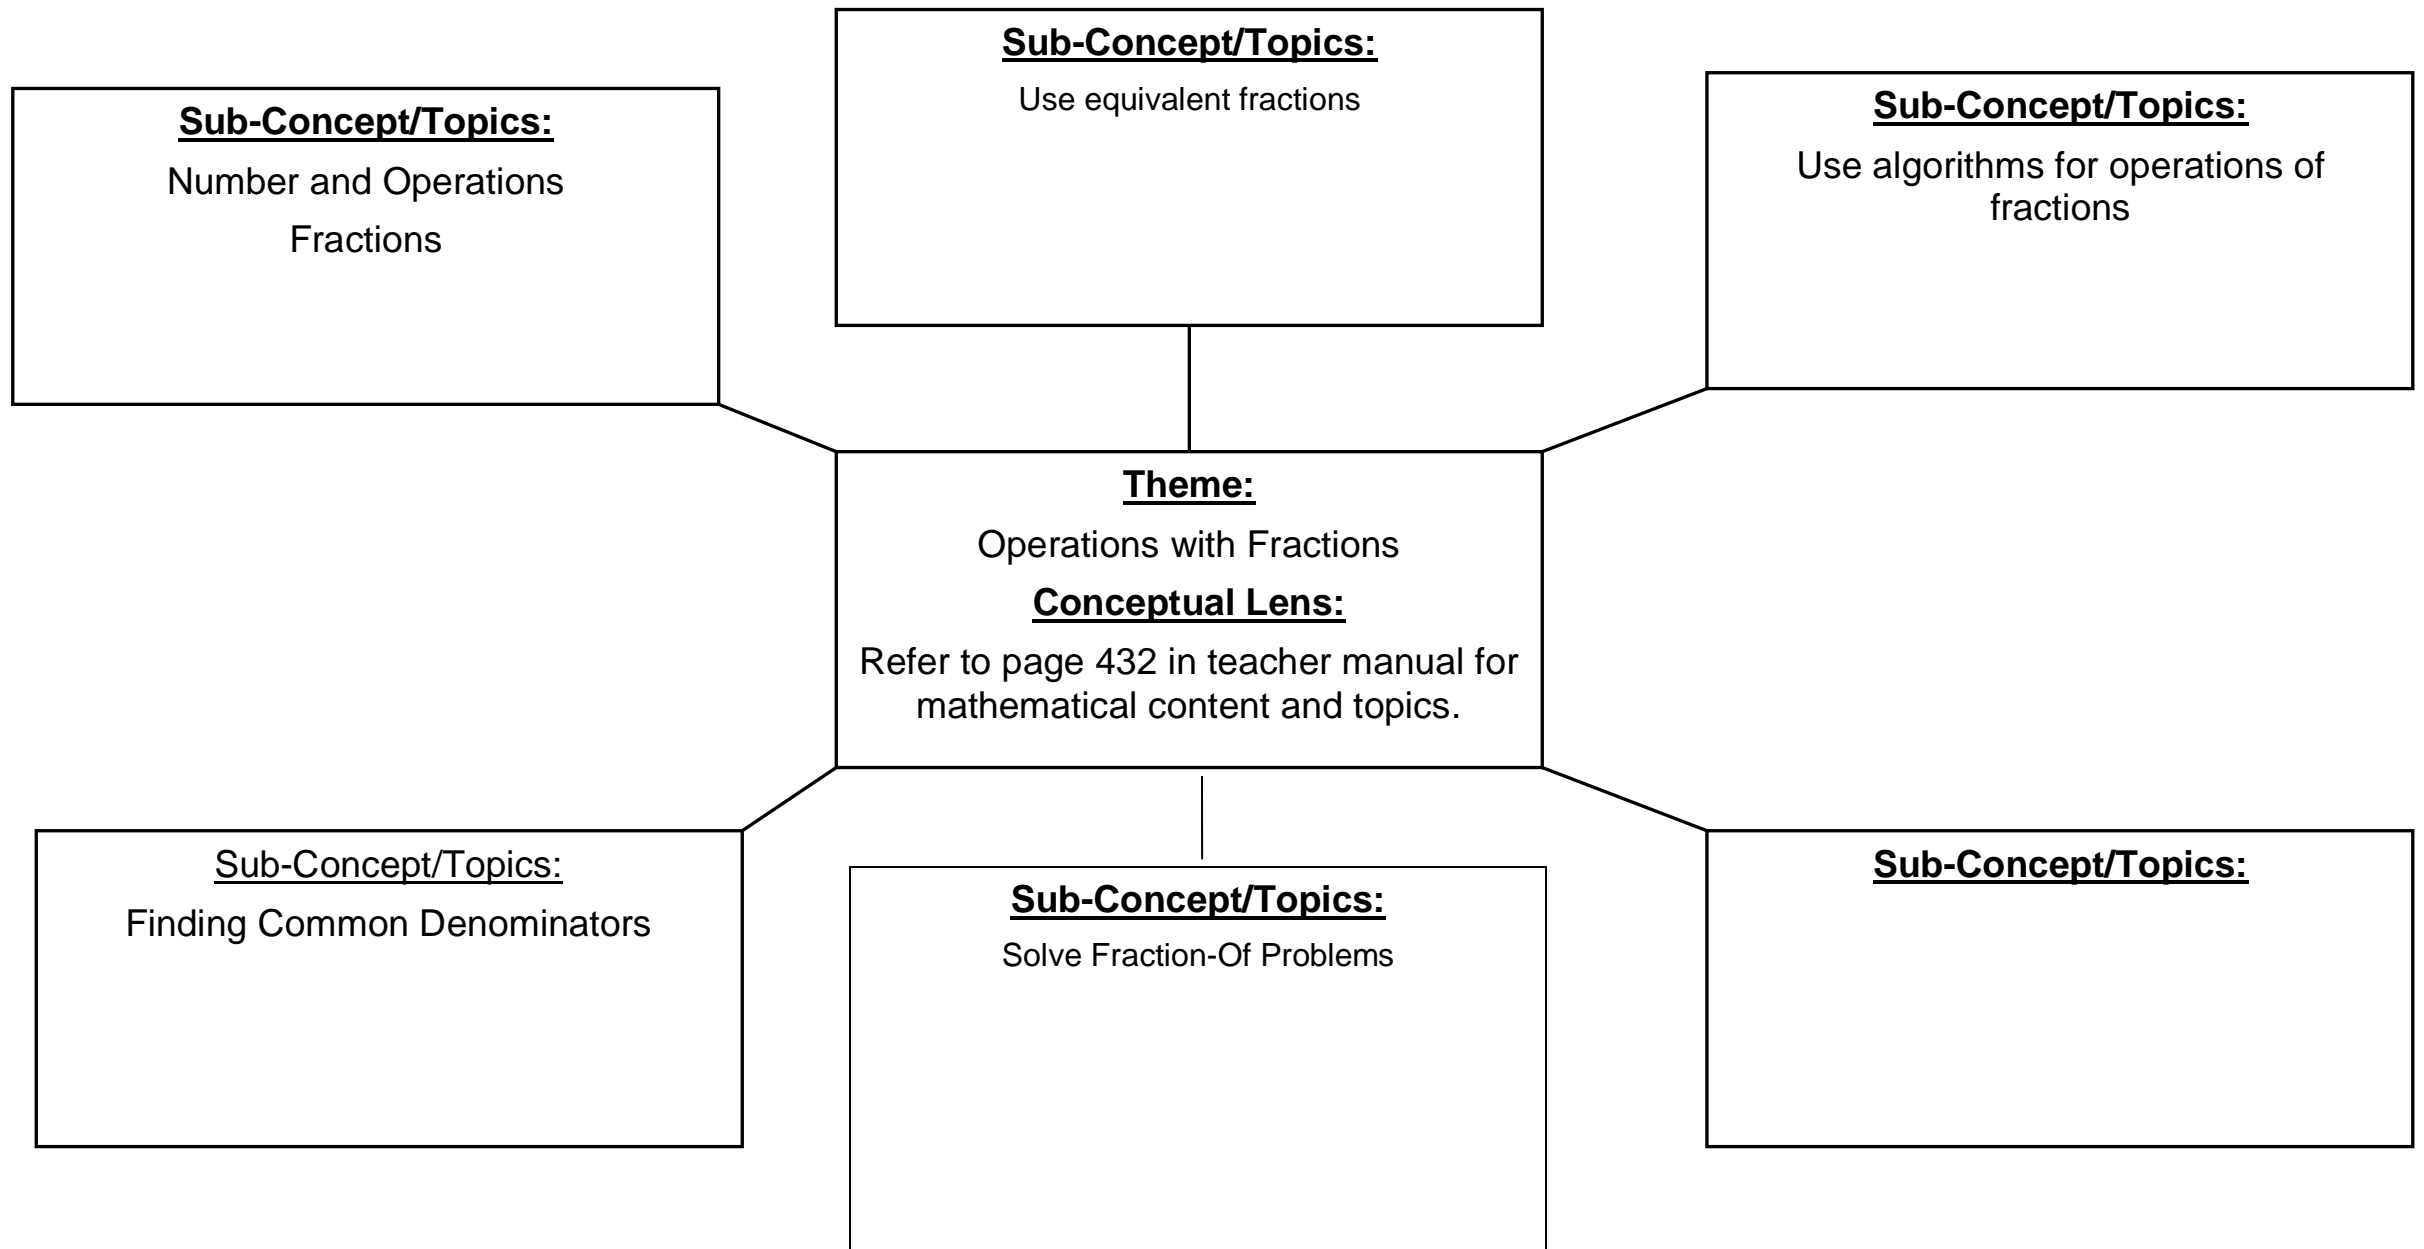 Sub-Concept/Topics:
Number and Operations
Fractions
Sub-Concept/Topics:
Use equivalent fractions
Sub-Concept/Topics:
Use algorithms for operations of
fractions
Theme:
Operations with Fractions
Conceptual Lens:
Refer to page 432 in teacher manual for
mathematical content and topics.
Sub-Concept/Topics:
Finding Common Denominators
Sub-Concept/Topics:
Solve Fraction-Of Problems
Sub-Concept/Topics: